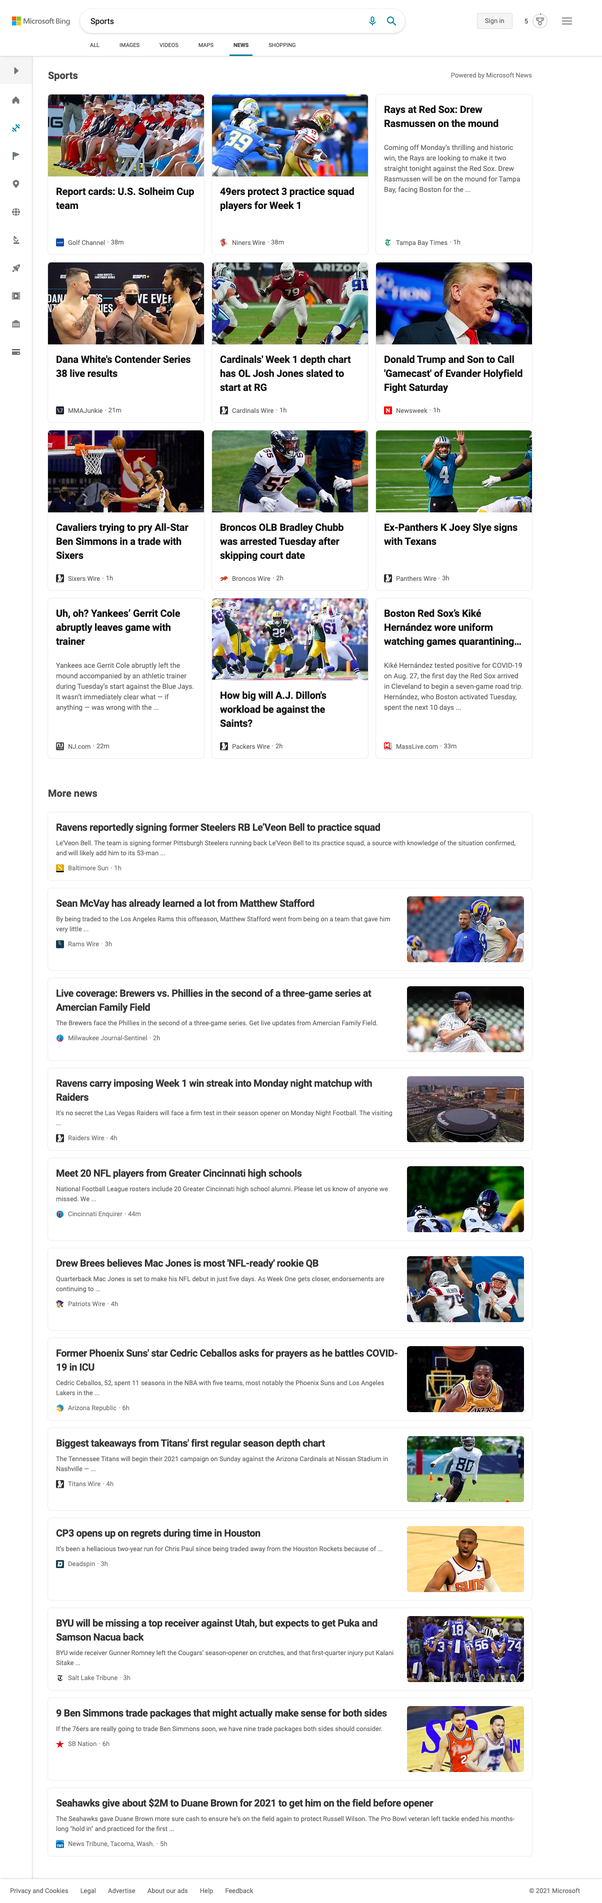 Microsoft Bing
Sports
Sign in
5
ALL
IMAGES
VIDEOS
MAPS
NEWS
SHOPPING
Sports
Powered by Microsoft News
Report cards: U.S. Solheim Cup
team
Golf Channel · 38m
49ers protect 3 practice squad
players for Week 1
Niners Wire · 38m
Rays at Red Sox: Drew
Rasmussen on the mound
Coming off Monday's thrilling and historic
win, the Rays are looking to make it two
straight tonight against the Red Sox. Drew
Rasmussen will be on the mound for Tampa
Bay, facing Boston for the ...
Tampa Bay Times · 1h
Dana White's Contender Series
38 live results
MMAJunkie · 21m
Cardinals' Week 1 depth chart
has OL Josh Jones slated to
start at RG
Cardinals Wire · 1h
Donald Trump and Son to Call
'Gamecast' of Evander Holyfield
Fight Saturday
Newsweek · 1h
Cavaliers trying to pry All-Star
Ben Simmons in a trade with
Sixers
Sixers Wire · 1h
Broncos OLB Bradley Chubb
was arrested Tuesday after
skipping court date
Broncos Wire · 2h
Ex-Panthers K Joey Slye signs
with Texans
Panthers Wire · 3h
Uh, oh? Yankees' Gerrit Cole
abruptly leaves game with
trainer
Yankees ace Gerrit Cole abruptly left the
mound accompanied by an athletic trainer
during Tuesday's start against the Blue Jays.
It wasn't immediately clear what — if
anything — was wrong with the ...
NJ.com · 22m
How big will A.J. Dillon's
workload be against the
Saints?
Packers Wire · 2h
Boston Red Sox's Kiké
Hernández wore uniform
watching games quarantining...
Kiké Hernández tested positive for COVID-19
on Aug. 27, the first day the Red Sox arrived
in Cleveland to begin a seven-game road trip.
Hernández, who Boston activated Tuesday,
spent the next 10 days ...
MassLive.com · 33m
More news
Ravens reportedly signing former Steelers RB Le'Veon Bell to practice squad
Le'Veon Bell. The team is signing former Pittsburgh Steelers running back Le'Veon Bell to its practice squad, a source with knowledge of the situation confirmed,
and will likely add him to its 53-man ...
Baltimore Sun · 1h
Sean McVay has already learned a lot from Matthew Stafford
By being traded to the Los Angeles Rams this offseason, Matthew Stafford went from being on a team that gave him
very little ...
Rams Wire · 3h
Live coverage: Brewers vs. Phillies in the second of a three-game series at
Amercian Family Field
The Brewers face the Phillies in the second of a three-game series. Get live updates from Amercian Family Field.
Milwaukee Journal-Sentinel · 2h
Ravens carry imposing Week 1 win streak into Monday night matchup with
Raiders
It's no secret the Las Vegas Raiders will face a firm test in their season opener on Monday Night Football. The visiting
...
Raiders Wire · 4h
Meet 20 NFL players from Greater Cincinnati high schools
National Football League rosters include 20 Greater Cincinnati high school alumni. Please let us know of anyone we
missed. We ...
Cincinnati Enquirer · 44m
Drew Brees believes Mac Jones is most 'NFL-ready' rookie QB
Quarterback Mac Jones is set to make his NFL debut in just five days. As Week One gets closer, endorsements are
continuing to ...
Patriots Wire · 4h
Former Phoenix Suns' star Cedric Ceballos asks for prayers as he battles COVID-
19 in ICU
Cedric Ceballos, 52, spent 11 seasons in the NBA with five teams, most notably the Phoenix Suns and Los Angeles
Lakers in the ...
Arizona Republic · 6h
Biggest takeaways from Titans' first regular season depth chart
The Tennessee Titans will begin their 2021 campaign on Sunday against the Arizona Cardinals at Nissan Stadium in
Nashville — ...
Titans Wire · 4h
CP3 opens up on regrets during time in Houston
It's been a hellacious two-year run for Chris Paul since being traded away from the Houston Rockets because of ...
Deadspin · 3h
BYU will be missing a top receiver against Utah, but expects to get Puka and
Samson Nacua back
BYU wide receiver Gunner Romney left the Cougars' season-opener on crutches, and that first-quarter injury put Kalani
Sitake ...
Salt Lake Tribune · 3h
9 Ben Simmons trade packages that might actually make sense for both sides
If the 76ers are really going to trade Ben Simmons soon, we have nine trade packages both sides should consider.
SB Nation · 6h
Seahawks give about $2M to Duane Brown for 2021 to get him on the field before opener
The Seahawks gave Duane Brown more sure cash to ensure he's on the field again to protect Russell Wilson. The Pro Bowl veteran left tackle ended his months-
long "hold in" and practiced for the first ...
News Tribune, Tacoma, Wash. · 5h
Privacy and Cookies
Legal
Advertise
About our ads
Help
Feedback
© 2021 Microsoft